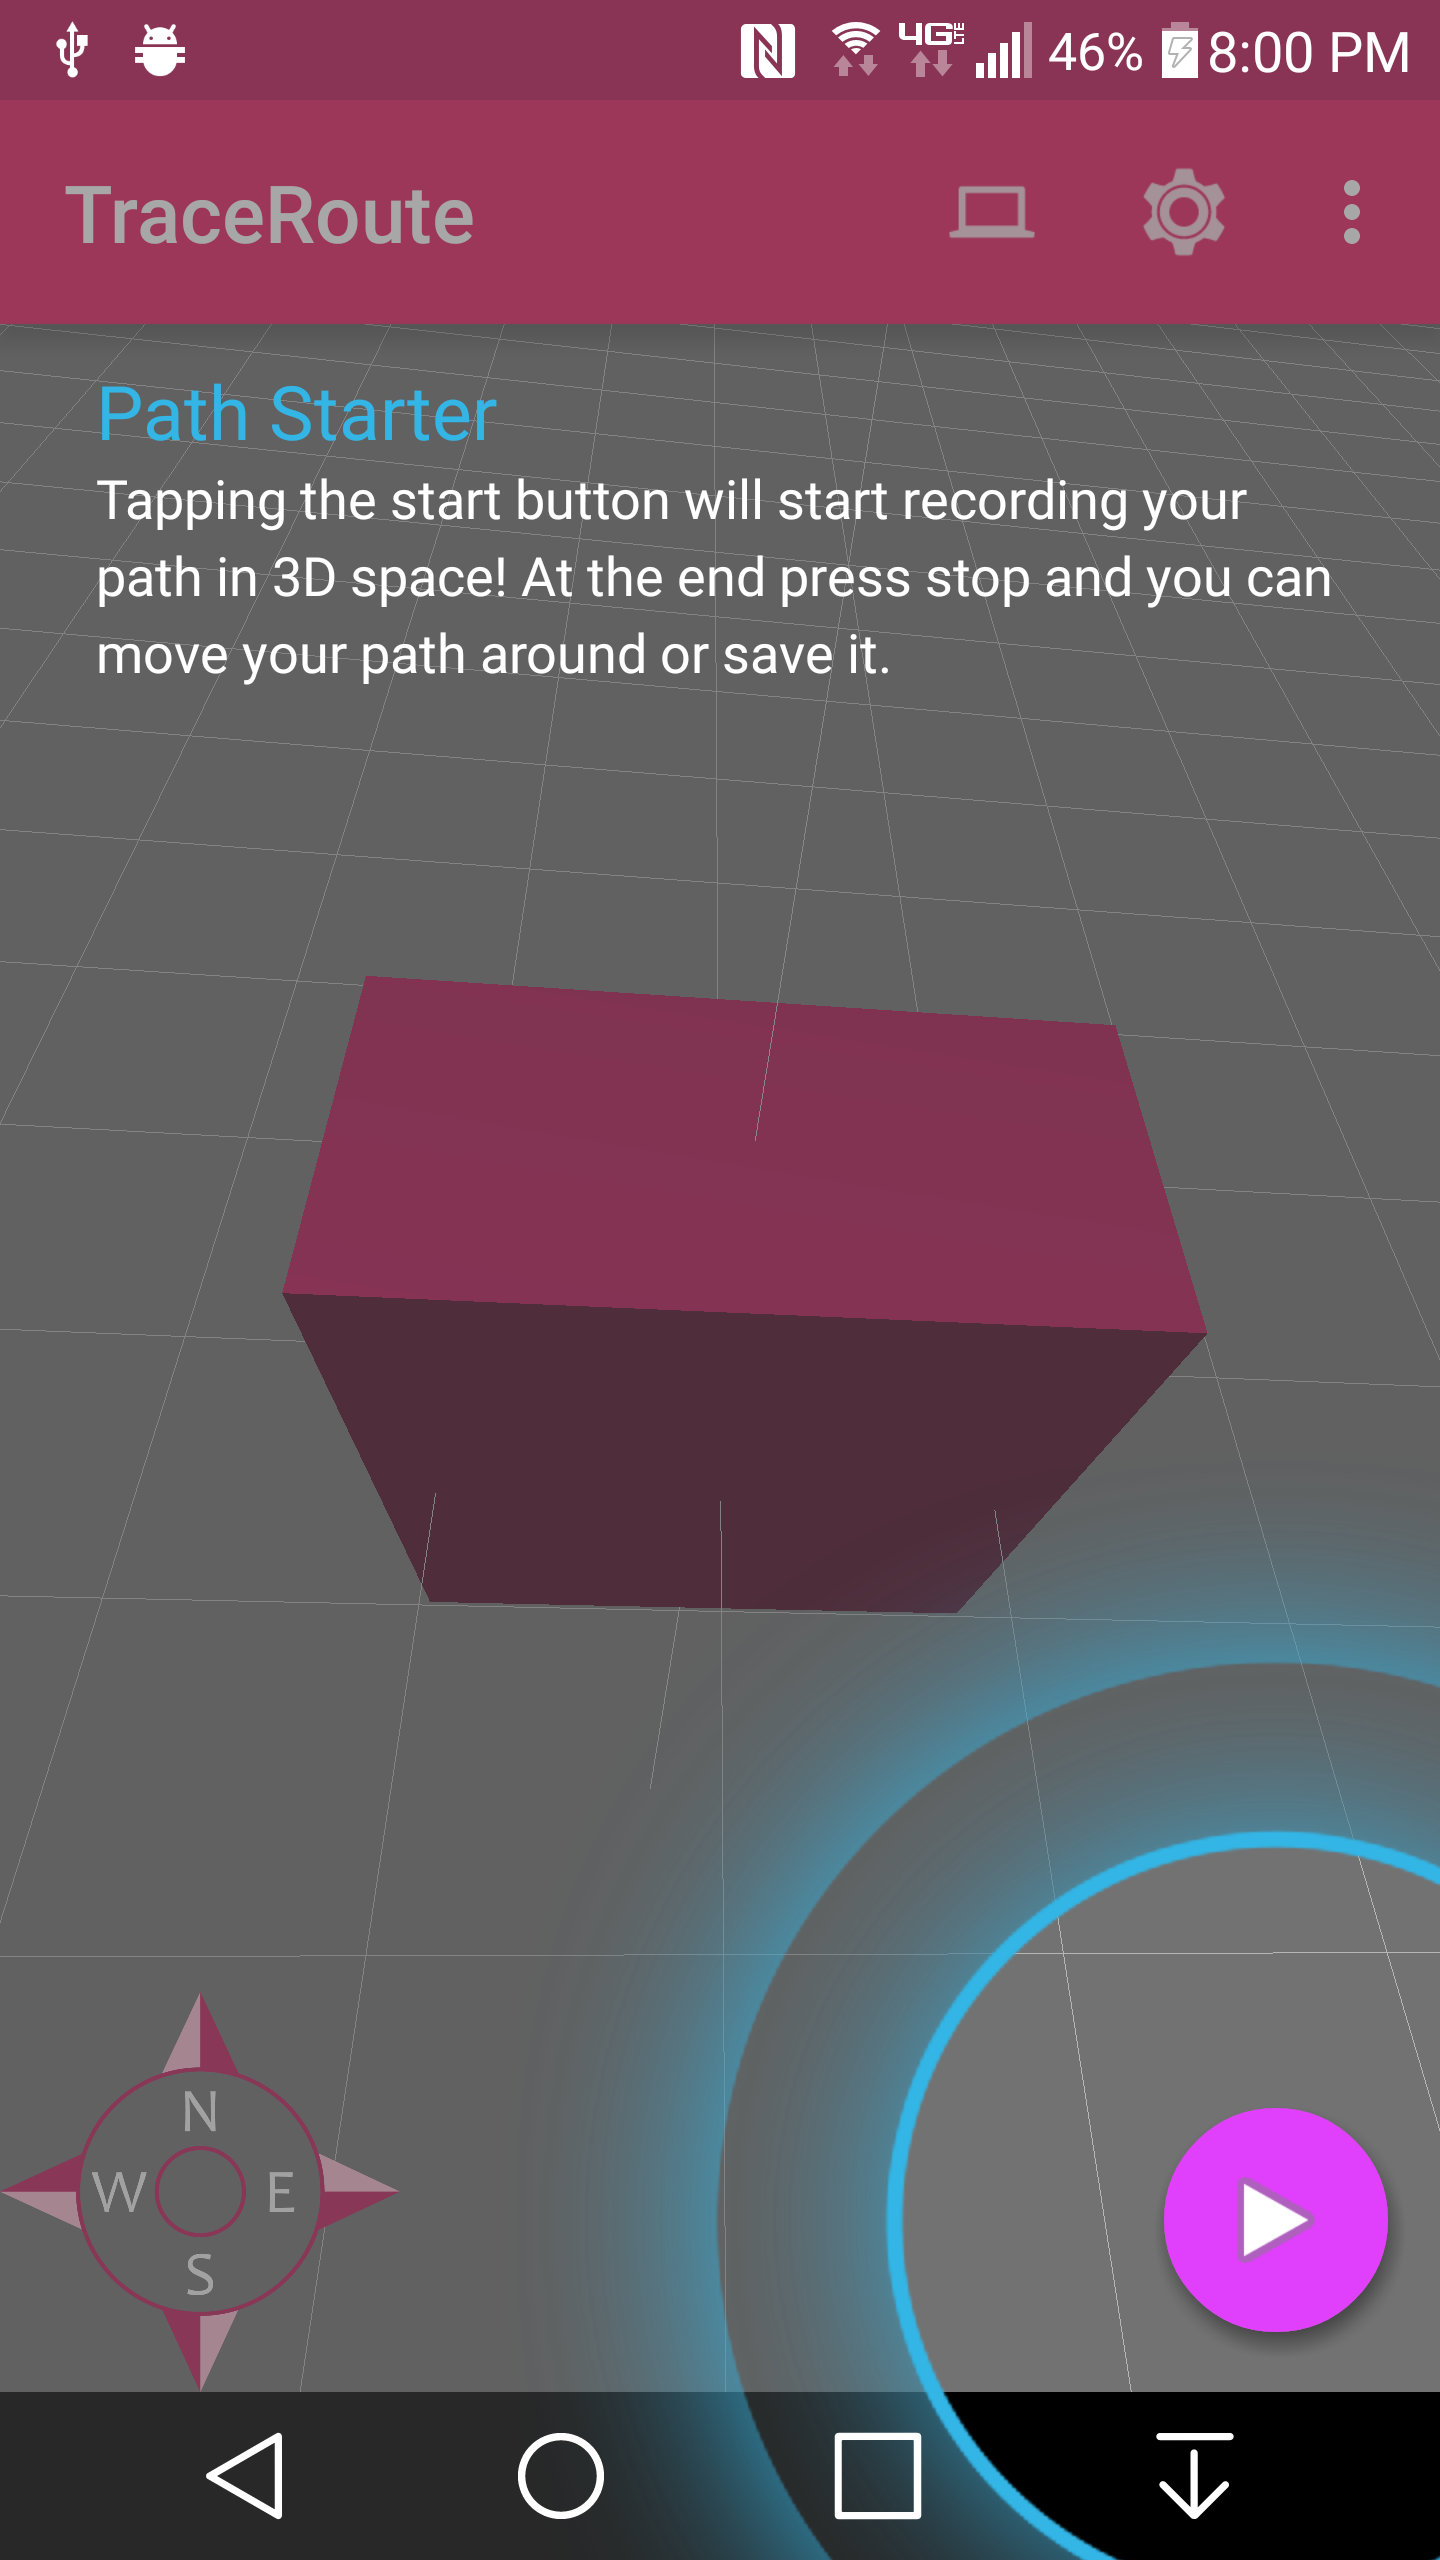 4G LTE 46% 8:00 PM
TraceRoute
Path Starter
Tapping the start button will start recording your
path in 3D space! At the end press stop and you can
move your path around or save it.
N
W E
S